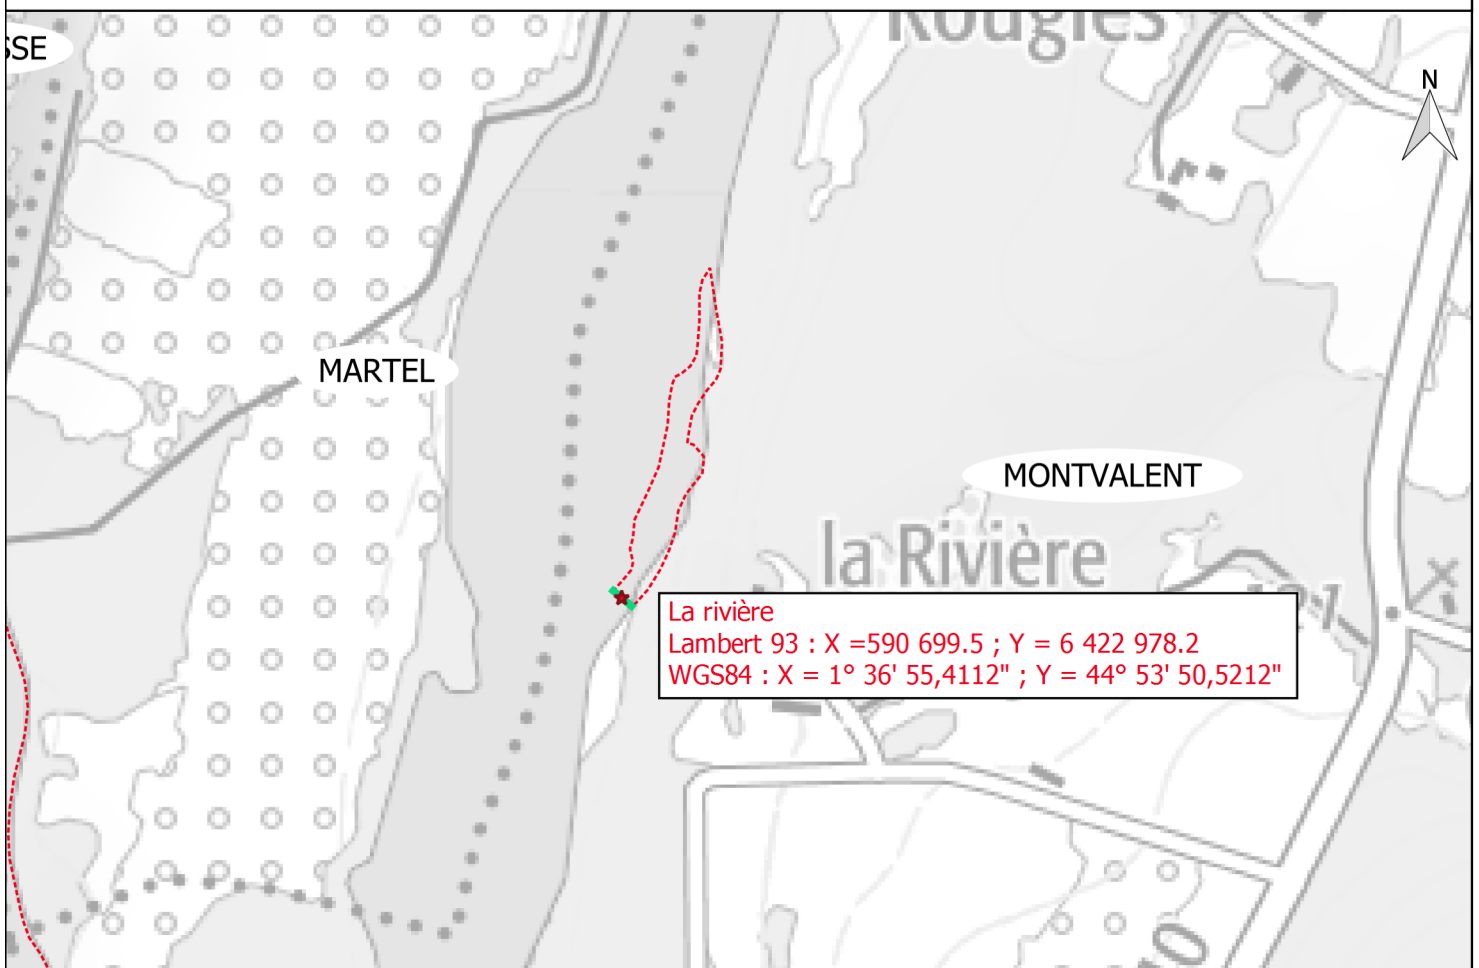 Rougiès
SSE
N
MARTEL
MONTVALENT
la Rivière
La rivière
Lambert 93 : X =590 699.5 ; Y = 6 422 978.2
WGS84 : X = 1° 36' 55,4112" ; Y = 44° 53' 50,5212"